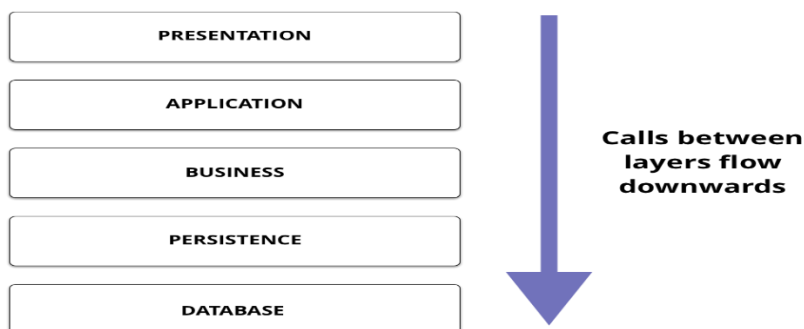 PRESENTATION
APPLICATION
BUSINESS
PERSISTENCE
DATABASE
Calls between
layers flow
downwards